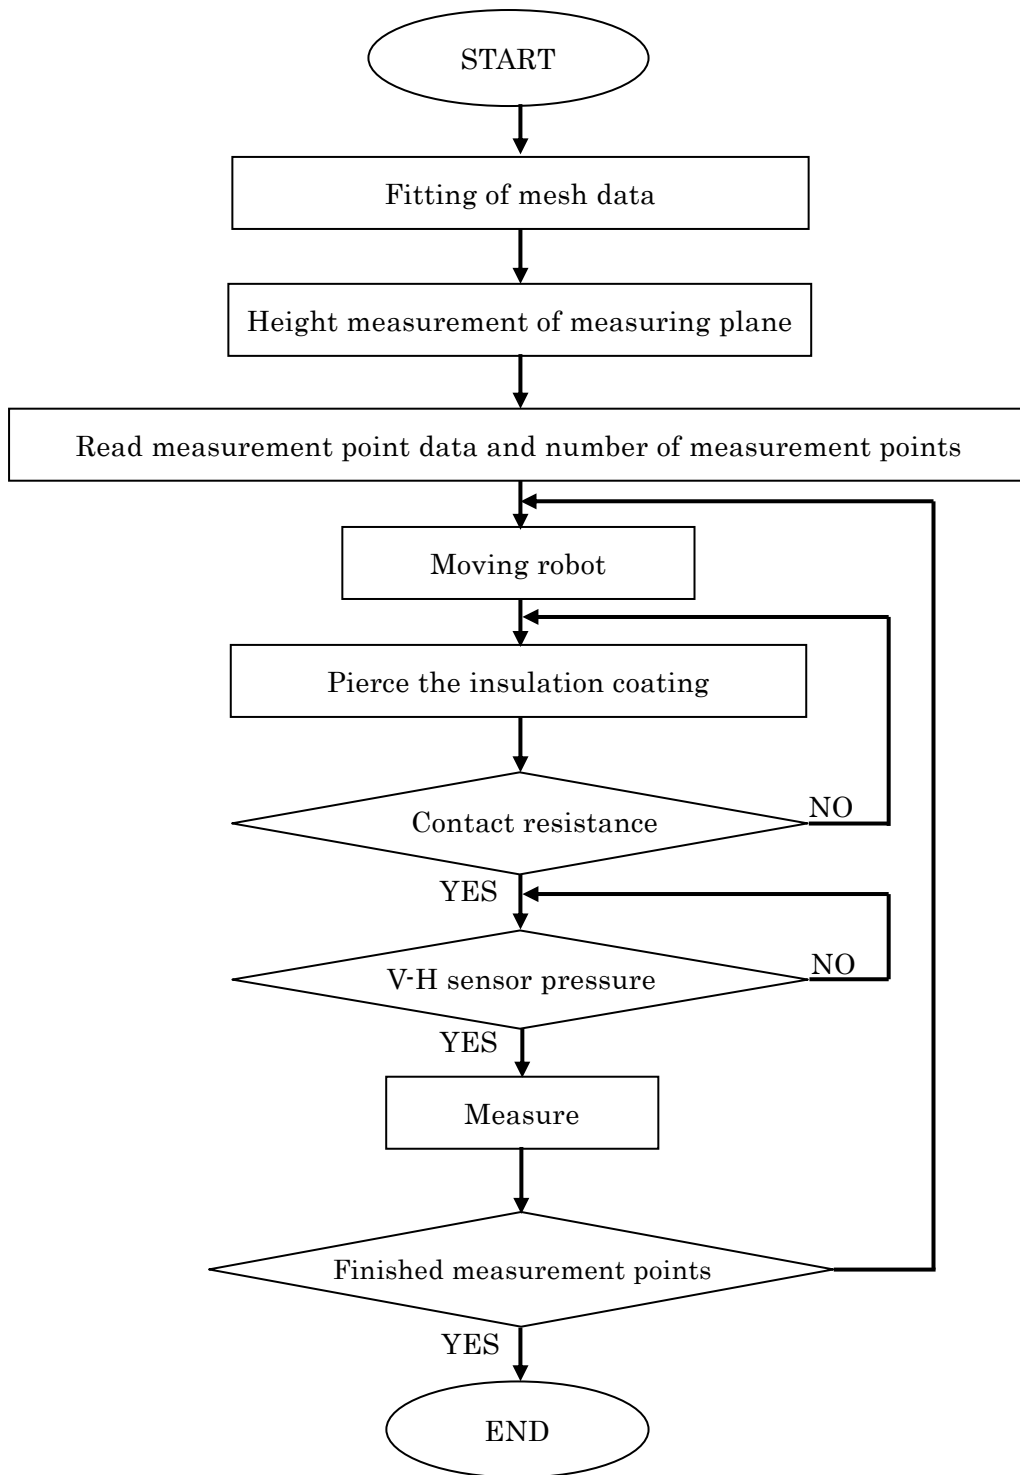 START
Fitting of mesh data
Height measurement of measuring plane
Read measurement point data and number of measurement points
Moving robot
Pierce the insulation coating
Contact resistance
NO
YES
V-H sensor pressure
NO
YES
Measure
Finished measurement points
YES
END